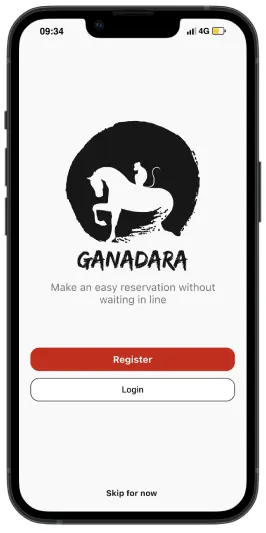 09:34
4G
GANADARA
Make an easy reservation without
waiting in line
Register
Login
Skip for now